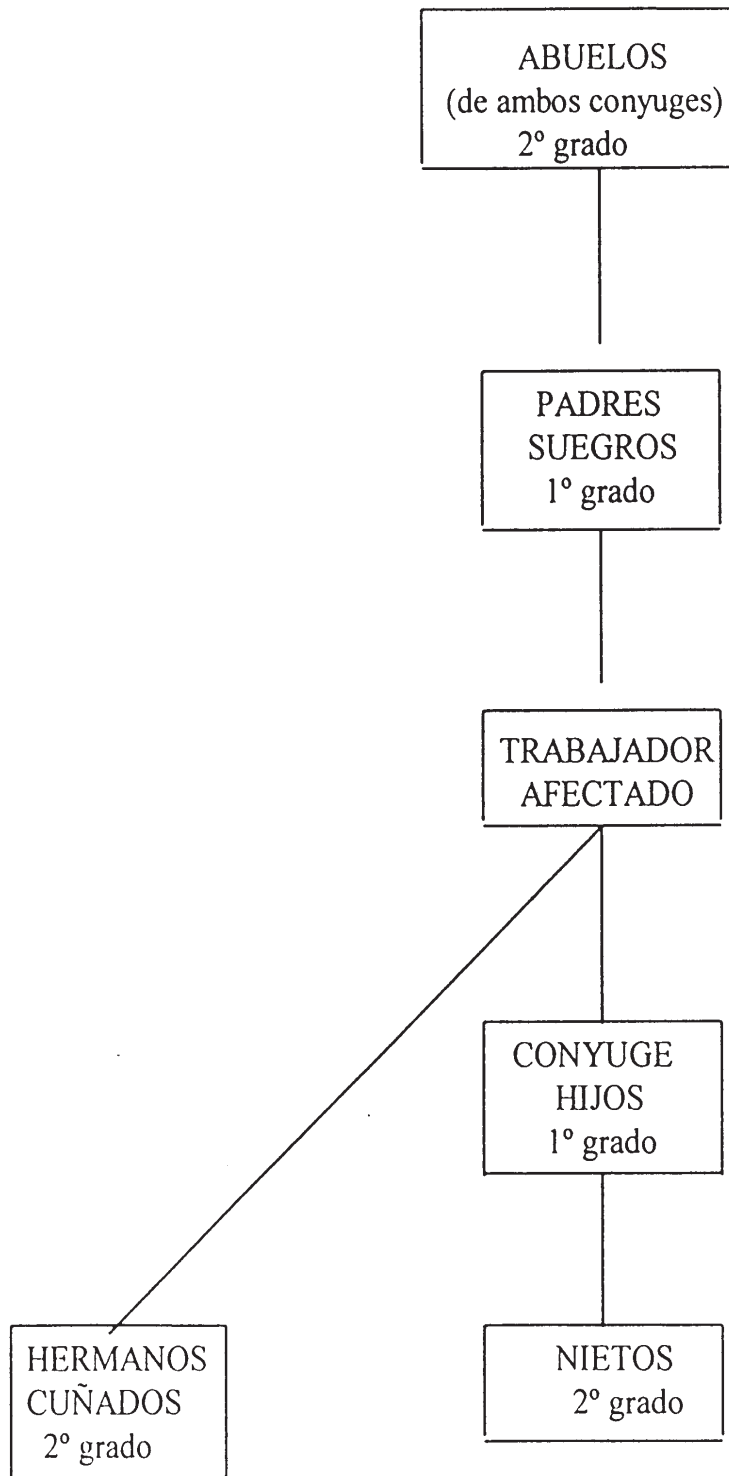 ABUELOS
(de ambos conyuges)
2º grado
PADRES
SUEGROS
1º grado
TRABAJADOR
AFECTADO
CONYUGE
HIJOS
1º grado
HERMANOS
CUÑADOS
2º grado
NIETOS
2º grado